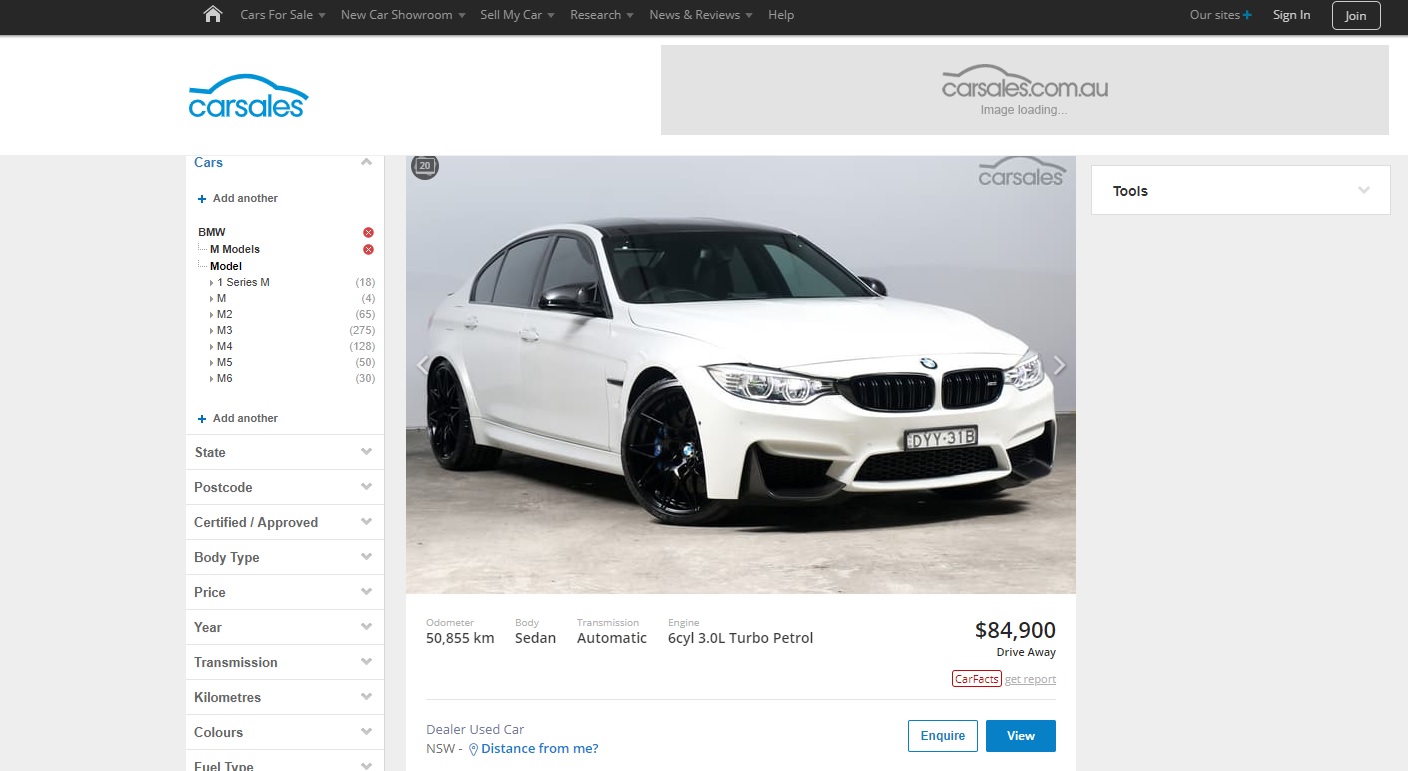 Cars For Sale
New Car Showroom
Sell My Car
Research
News & Reviews
Help
Our sites+
Sign In
Join
carsales
carsales.com.au
Image loading...
Cars
+ Add another
BMW
M Models
Model
1 Series M (18)
M (4)
M2 (65)
M3 (275)
M4 (128)
M5 (50)
M6 (30)
+ Add another
State
Postcode
Certified / Approved
Body Type
Price
Year
Transmission
Kilometres
Colours
Fuel Type
20
carsales
DYY·31B
Odometer
50,855 km
Body
Sedan
Transmission
Automatic
Engine
6cyl 3.0L Turbo Petrol
$84,900
Drive Away
CarFacts get report
Dealer Used Car
NSW - Distance from me?
Enquire
View
Tools